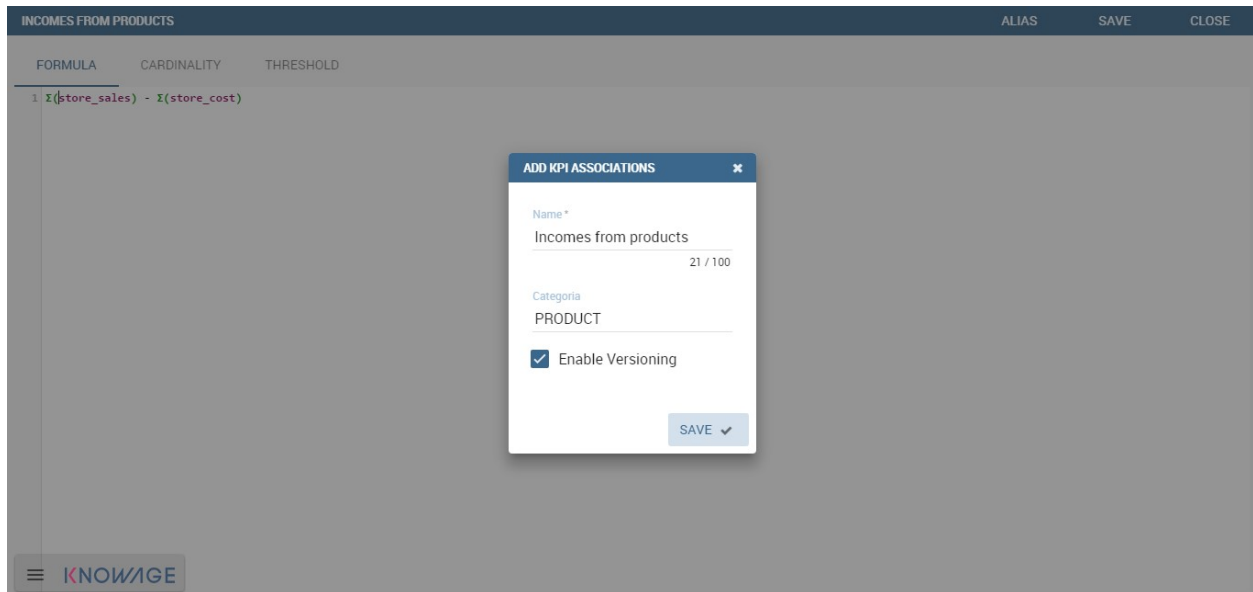 INCOMES FROM PRODUCTS ALIAS SAVE CLOSE
FORMULA CARDINALITY THRESHOLD
1 Σ(store_sales) - Σ(store_cost)
ADD KPI ASSOCIATIONS ✖
Name *
Incomes from products
21 / 100
Categoria
PRODUCT
Enable Versioning
SAVE ✔
KNOWAGE